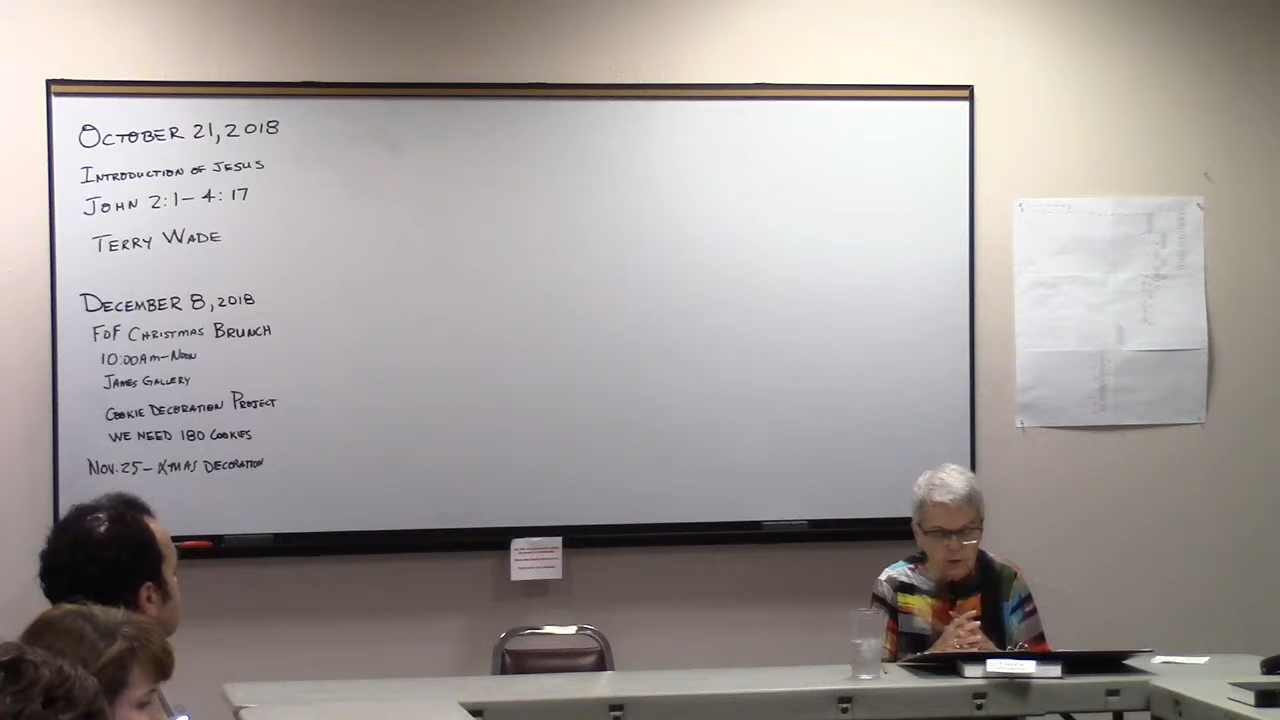 OCTOBER 21, 2018
INTRODUCTION OF JESUS
JOHN 2:1-4:17
TERRY WADE
DECEMBER 8, 2018
FOF CHRISTMAS BRUNCH
10:00AM-NOON
JAMES GALLERY
COOKIE DECORATION PROJECT
WE NEED 180 COOKIES
NOV. 25 - XMAS DECORATION